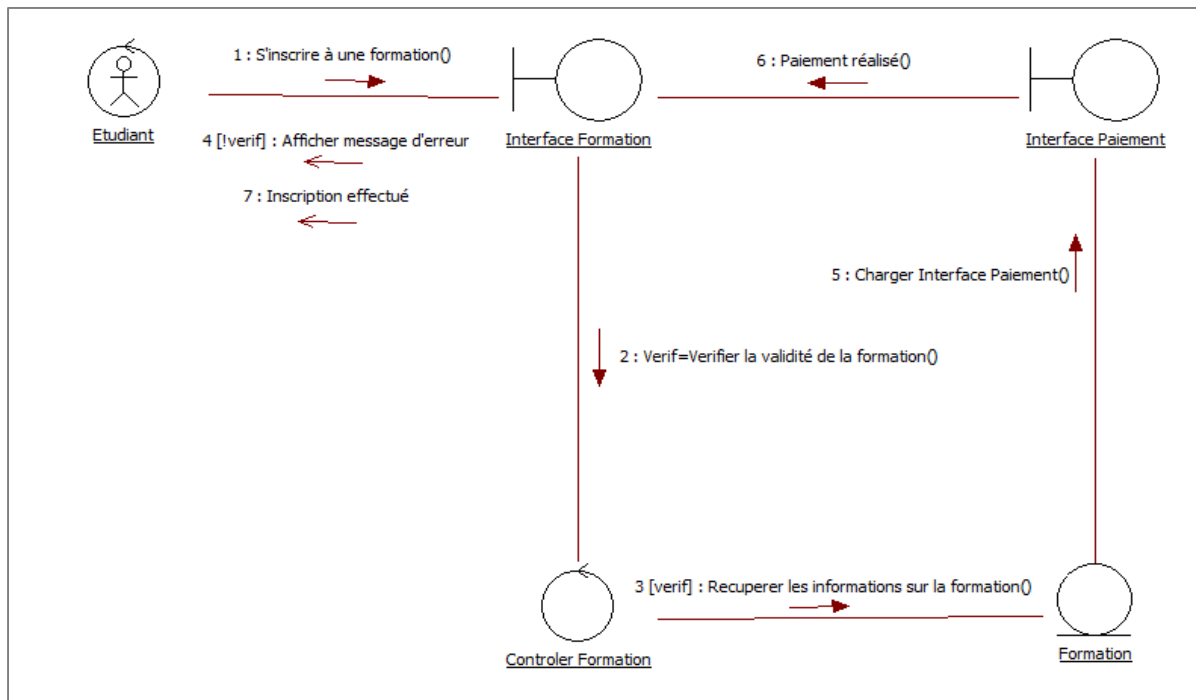 1 : S'inscrire à une formation()
6 : Paiement réalisé()
Etudiant
Interface Formation
Interface Paiement
4 [!verif] : Afficher message d'erreur
7 : Inscription effectué
5 : Charger Interface Paiement()
2 : Verif=Verifier la validité de la formation()
3 [verif] : Recuperer les informations sur la formation()
Controler Formation
Formation